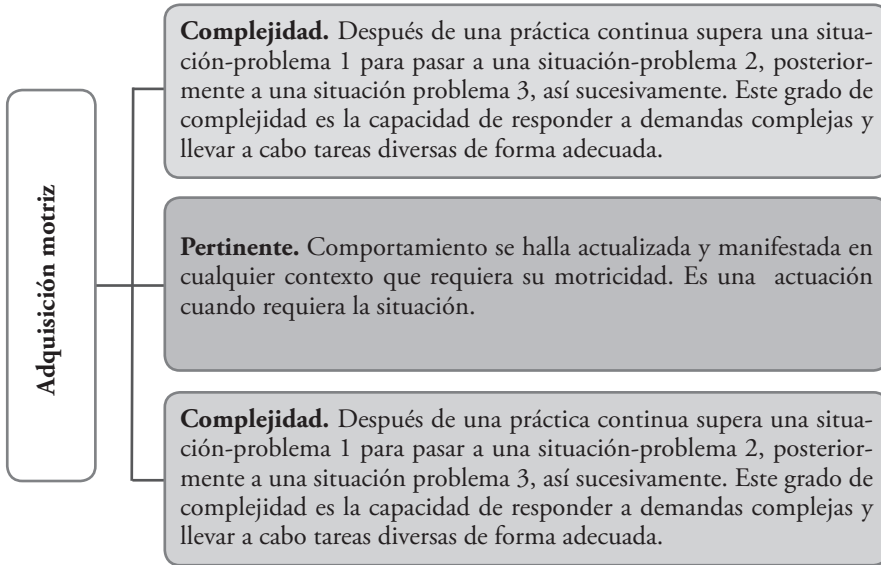 Adquisición motriz
Complejidad. Después de una práctica continua supera una situa-
ción-problema 1 para pasar a una situación-problema 2, posterior-
mente a una situación problema 3, así sucesivamente. Este grado de
complejidad es la capacidad de responder a demandas complejas y
llevar a cabo tareas diversas de forma adecuada.
Pertinente. Comportamiento se halla actualizada y manifestada en
cualquier contexto que requiera su motricidad. Es una actuación
cuando requiera la situación.
Complejidad. Después de una práctica continua supera una situa-
ción-problema 1 para pasar a una situación-problema 2, posterior-
mente a una situación problema 3, así sucesivamente. Este grado de
complejidad es la capacidad de responder a demandas complejas y
llevar a cabo tareas diversas de forma adecuada.